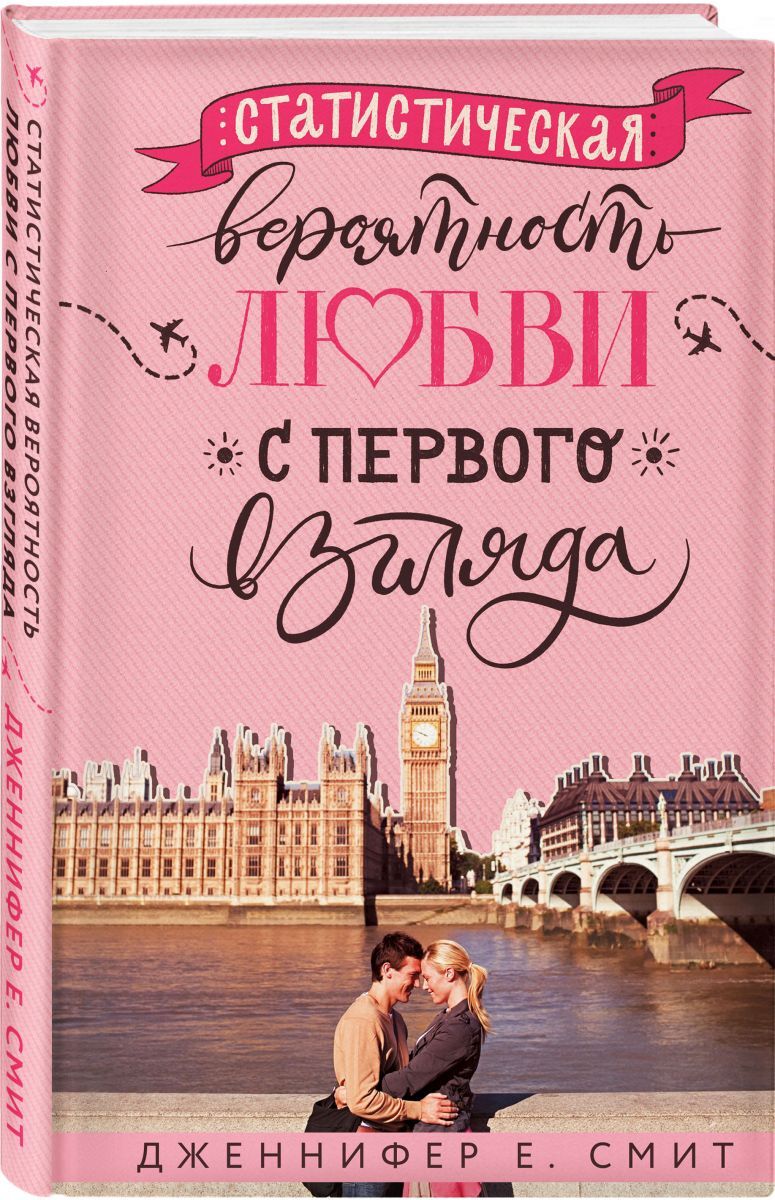 СТАТИСТИЧЕСКАЯ
вероятность
ЛЮБВИ
С ПЕРВОГО
взгляда
ДЖЕННИФЕР Е. СМИТ
СТАТИСТИЧЕСКАЯ ВЕРОЯТНОСТЬ
ЛЮБВИ С ПЕРВОГО ВЗГЛЯДА
ДЖЕННИФЕР Е. СМИТ